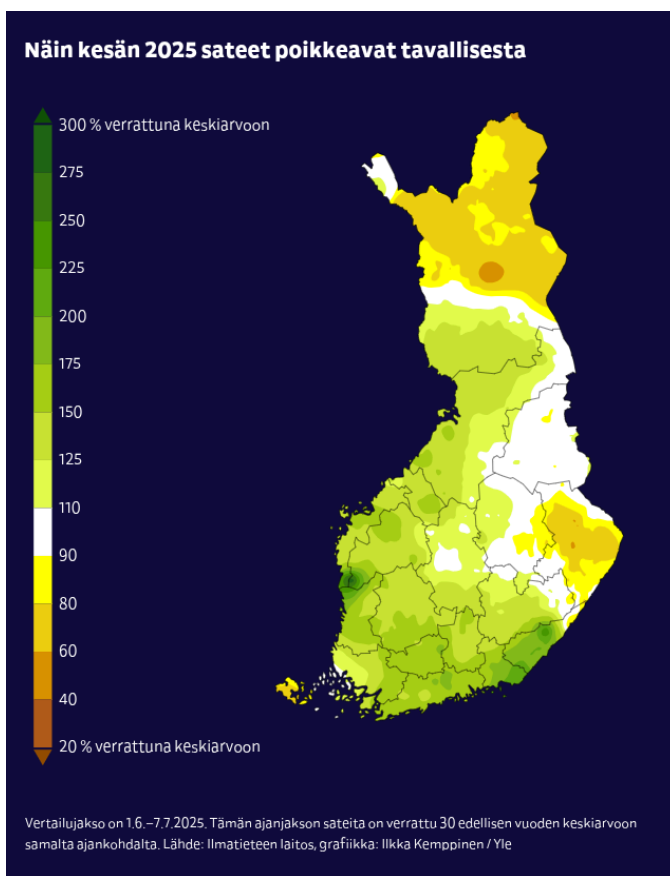 Näin kesän 2025 sateet poikkeavat tavallisesta
300 % verrattuna keskiarvoon
275
250
225
200
175
150
125
110
90
80
60
40
20 % verrattuna keskiarvoon
Vertailujakso on 1.6.–7.7.2025. Tämän ajanjakson sateita on verrattu 30 edellisen vuoden keskiarvoon
samalta ajankohdalta. Lähde: Ilmatieteen laitos, grafiikka: Ilkka Kemppinen / Yle